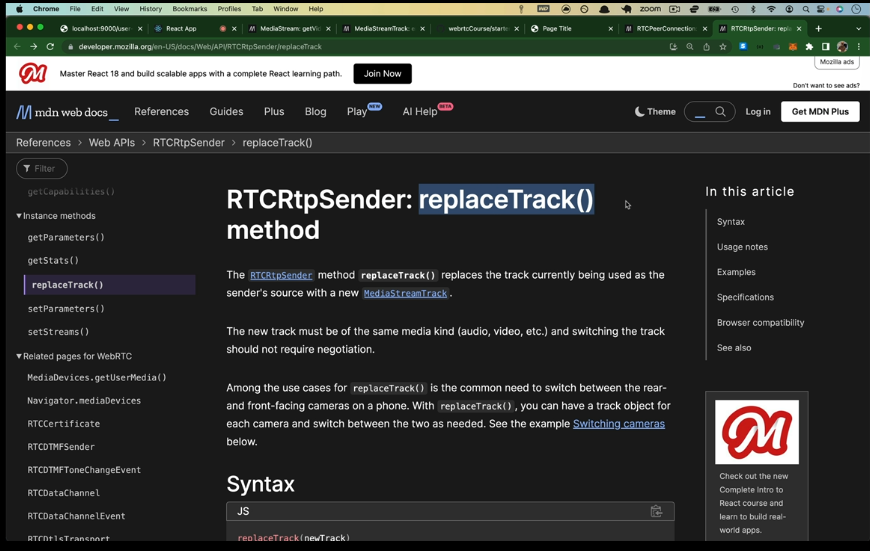 Chrome File Edit View History Bookmarks Profiles Tab Window Help
zoom
localhost:9000/user
React App
MediaStream: getVi
MediaStreamTrack:
webrtcCourse/starte
Page Title
RTCPeerConnection
RTCRtpSender: repla
developer.mozilla.org/en-US/docs/Web/API/RTCRtpSender/replaceTrack
Master React 18 and build scalable apps with a complete React learning path.
Join Now
Mozilla ads
Don't want to see ads?
mdn web docs_
References
Guides
Plus
Blog
Play NEW
AI Help BETA
Theme
Log in
Get MDN Plus
References > Web APIs > RTCRtpSender > replaceTrack()
Filter
getCapabilities()
Instance methods
getParameters()
getStats()
replaceTrack()
setParameters()
setStreams()
Related pages for WebRTC
MediaDevices.getUserMedia()
Navigator.mediaDevices
RTCCertificate
RTCDTMFSender
RTCDTMFToneChangeEvent
RTCDataChannel
RTCDataChannelEvent
RTCDtlsTransport
RTCRtpSender: replaceTrack()
method
The RTCRtpSender method replaceTrack() replaces the track currently being used as the
sender's source with a new MediaStreamTrack.
The new track must be of the same media kind (audio, video, etc.) and switching the track
should not require negotiation.
Among the use cases for replaceTrack() is the common need to switch between the rear-
and front-facing cameras on a phone. With replaceTrack(), you can have a track object for
each camera and switch between the two as needed. See the example Switching cameras
below.
Syntax
JS
replaceTrack(newTrack)
In this article
Syntax
Usage notes
Examples
Specifications
Browser compatibility
See also
Check out the new
Complete Intro to
React course and
learn to build real-
world apps.